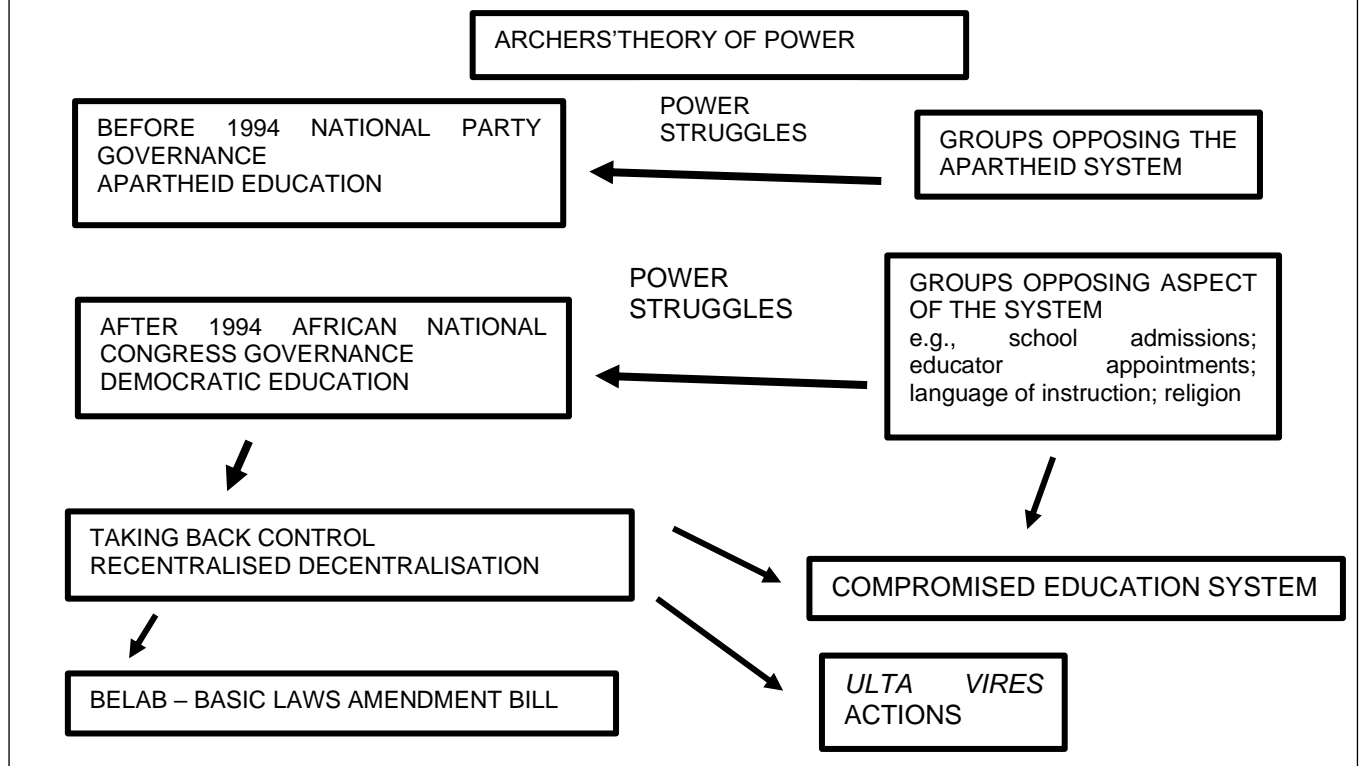 ARCHERS'THEORY OF POWER
BEFORE 1994 NATIONAL PARTY
GOVERNANCE
APARTHEID EDUCATION
POWER
STRUGGLES
GROUPS OPPOSING THE
APARTHEID SYSTEM
AFTER 1994 AFRICAN NATIONAL
CONGRESS GOVERNANCE
DEMOCRATIC EDUCATION
POWER
STRUGGLES
GROUPS OPPOSING ASPECT
OF THE SYSTEM
e.g., school admissions;
educator appointments;
language of instruction; religion
TAKING BACK CONTROL
RECENTRALISED DECENTRALISATION
COMPROMISED EDUCATION SYSTEM
BELAB – BASIC LAWS AMENDMENT BILL
ULTA VIRES
ACTIONS